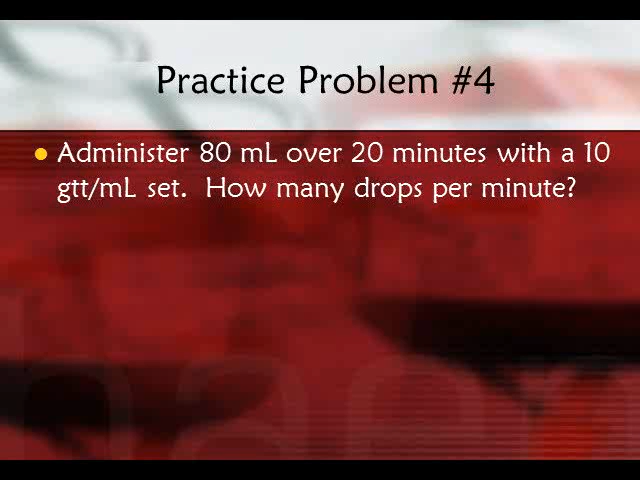 Practice Problem #4
Administer 80 mL over 20 minutes with a 10
gtt/mL set.  How many drops per minute?